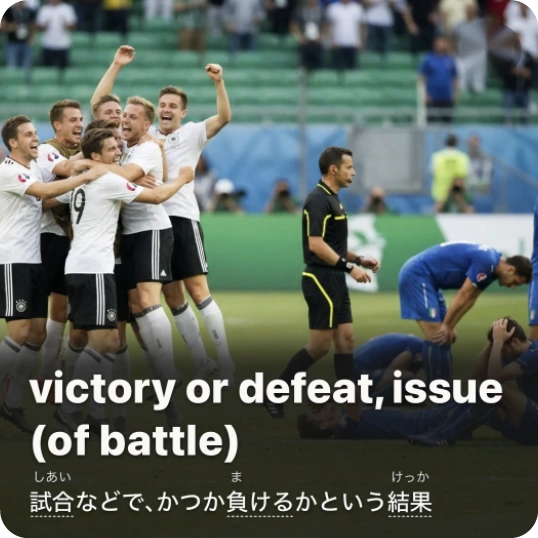 9
victory or defeat, issue
(of battle)
しあい ま けっか
試合などで、かつか負けるかという結果